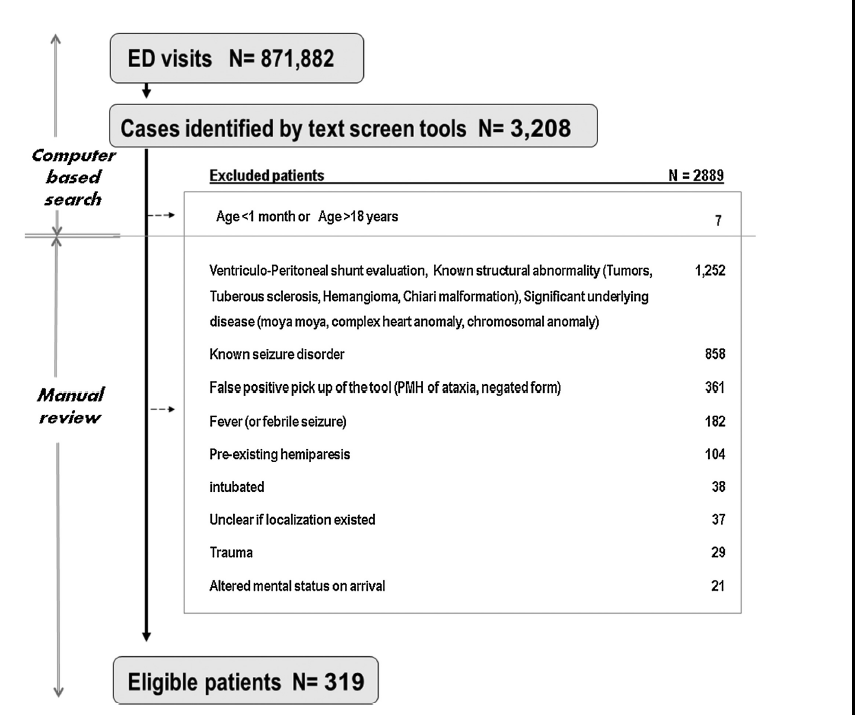 ED visits N= 871,882
Cases identified by text screen tools N= 3,208
Computer
based
search
Excluded patients N = 2889
Age <1 month or Age >18 years 7
Ventriculo-Peritoneal shunt evaluation, Known structural abnormality (Tumors, 1,252
Tuberous sclerosis, Hemangioma, Chiari malformation), Significant underlying
disease (moya moya, complex heart anomaly, chromosomal anomaly)
Known seizure disorder 858
False positive pick up of the tool (PMH of ataxia, negated form) 361
Manual
review
Fever (or febrile seizure) 182
Pre-existing hemiparesis 104
intubated 38
Unclear if localization existed 37
Trauma 29
Altered mental status on arrival 21
Eligible patients N= 319